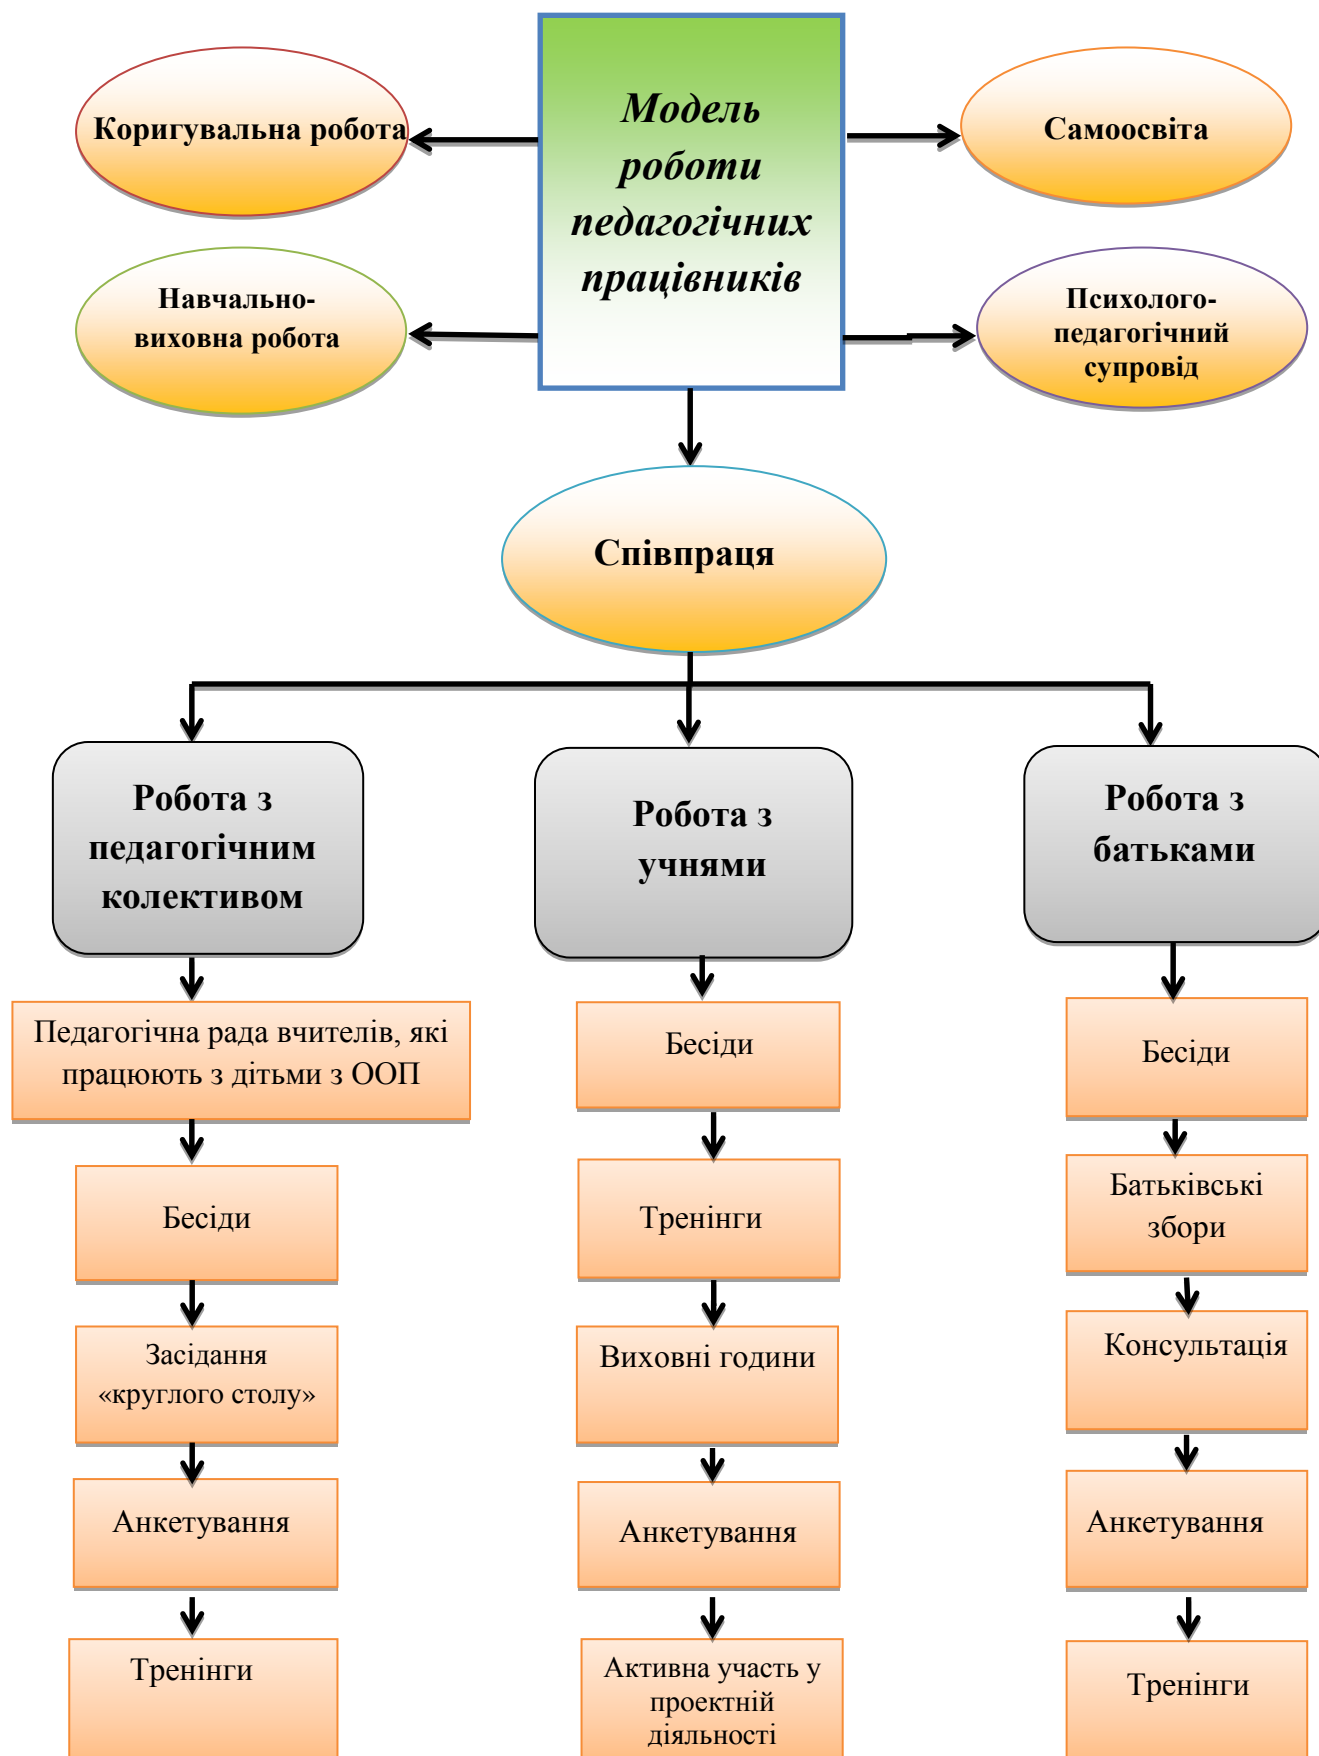 Модель
роботи
педагогічних
працівників
Коригувальна робота
Самоосвіта
Навчально-
виховна робота
Психолого-
педагогічний
супровід
Співпраця
Робота з
педагогічним
колективом
Робота з
учнями
Робота з
батьками
Педагогічна рада вчителів, які
працюють з дітьми з ООП
Бесіди
Засідання
«круглого столу»
Анкетування
Тренінги
Бесіди
Тренінги
Виховні години
Анкетування
Активна участь у
проектній
діяльності
Бесіди
Батьківські
збори
Консультація
Анкетування
Тренінги